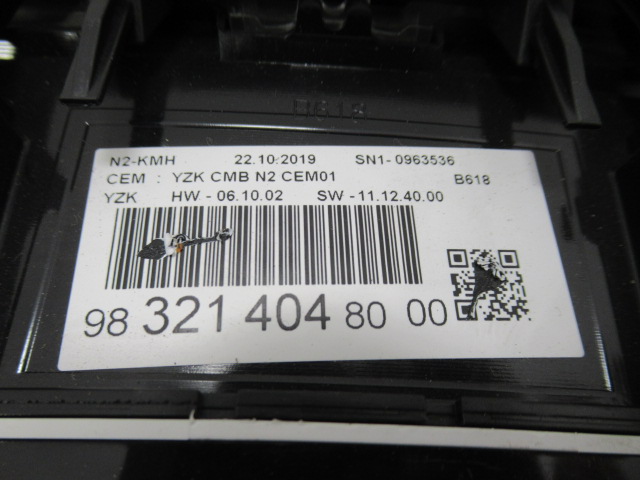 N2-KMH 22.10.2019 SN1- 0963536
CEM : YZK CMB N2 CEM01 B618
YZK HW - 06.10.02 SW - 11.12.40.00
98 321 404 80 00